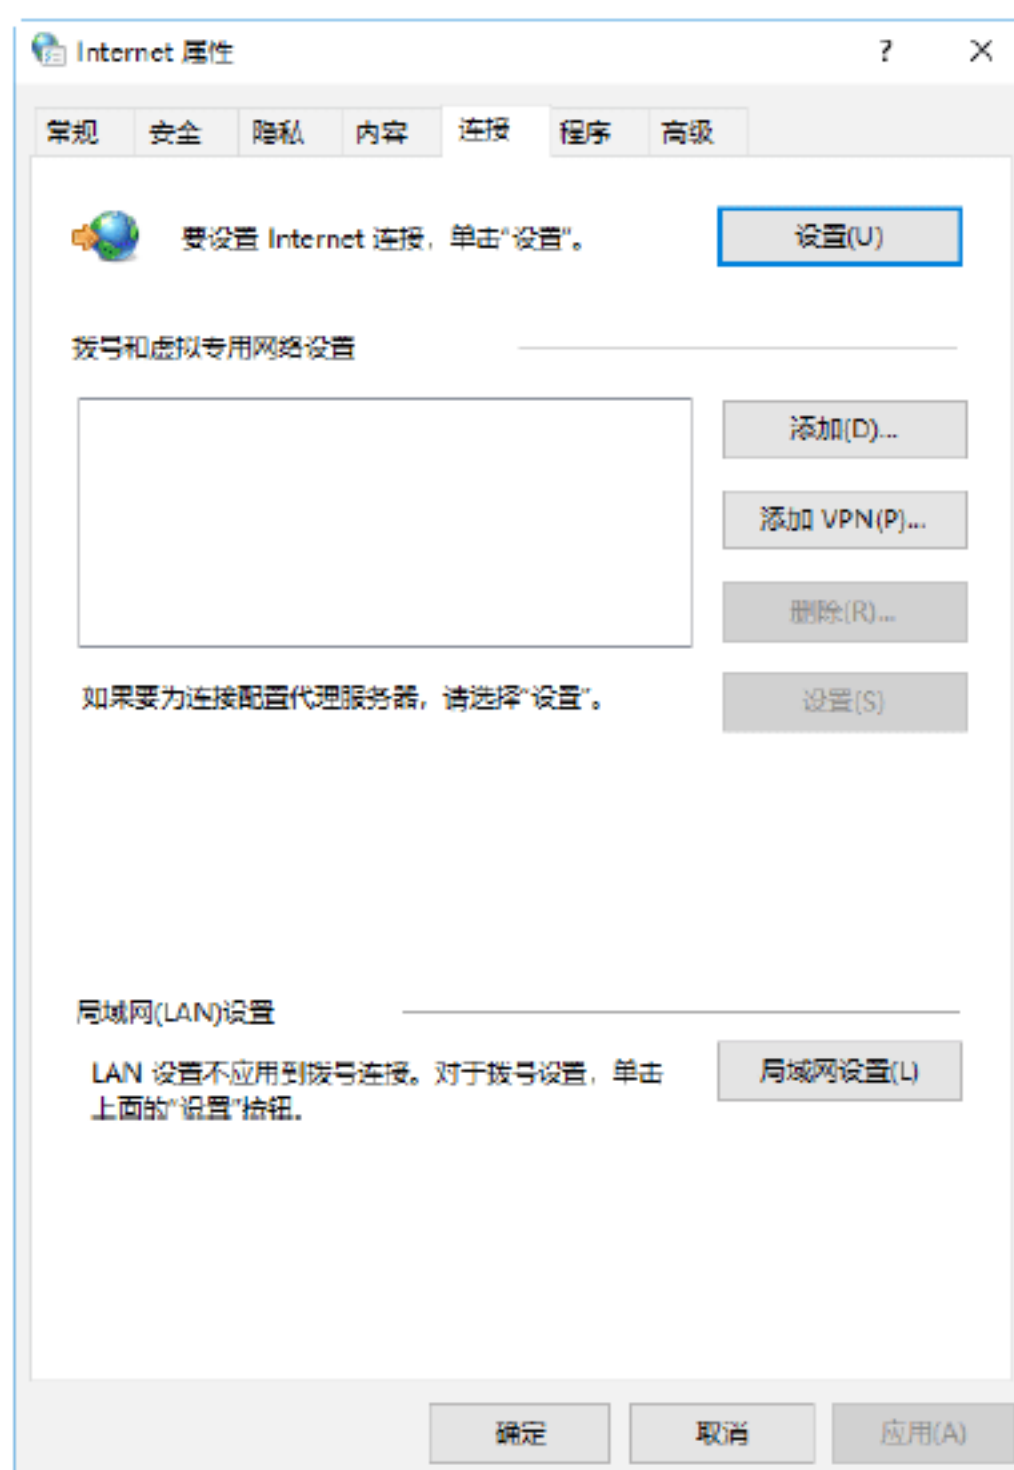 Internet 属性
?
常规 安全 隐私 内容 连接 程序 高级
要设置 Internet 连接，单击“设置”。
设置(U)
拨号和虚拟专用网络设置
添加(D)...
添加 VPN(P)...
删除(R)...
如果要为连接配置代理服务器，请选择“设置”。
设置(S)
局域网(LAN)设置
LAN 设置不应用到拨号连接。对于拨号设置，单击
上面的“设置”按钮。
局域网设置(L)
确定 取消 应用(A)